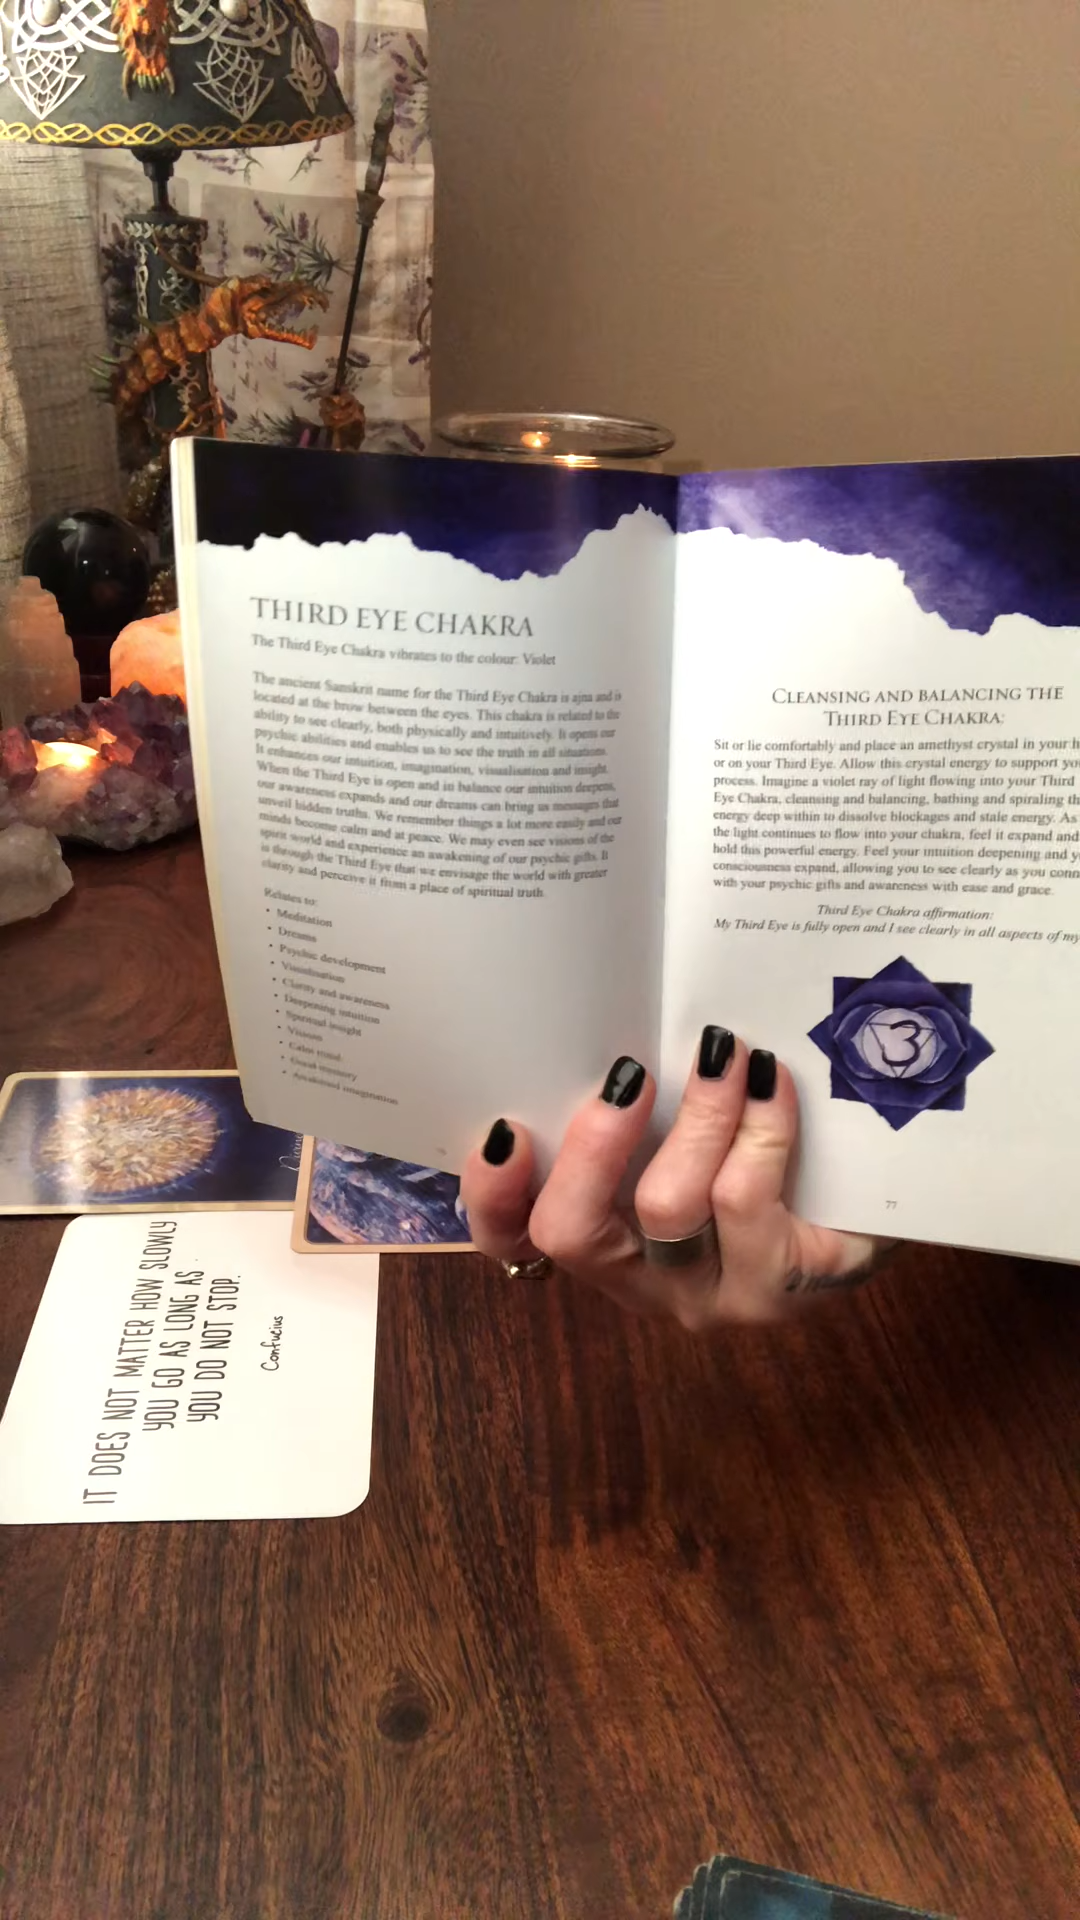 THIRD EYE CHAKRA
The Third Eye Chakra vibrates to the colour: Violet
The ancient Sanskrit name for the Third Eye Chakra is ajna and is
located at the brow between the eyes. This chakra is related to the
ability to see clearly, both physically and intuitively. It opens our
psychic abilities and enables us to see the truth in all situations.
It enhances our intuition, imagination, visualisation and insight.
When the Third Eye is open and in balance our intuition deepens,
our awareness expands and our dreams can bring us messages that
unveil hidden truths. We remember things a lot more easily and our
minds become calm and at peace. We may even see visions of the
spirit world and experience an awakening of our psychic gifts. It
is through the Third Eye that we envisage the world with greater
clarity and perceive it from a place of spiritual truth.
Relates to:
• Meditation
• Dreams
• Psychic development
• Visualisation
• Clarity and awareness
• Deepening intuition
• Spiritual insight
• Visions
• Calm mind
• Good memory
• Awakened imagination
CLEANSING AND BALANCING THE
THIRD EYE CHAKRA:
Sit or lie comfortably and place an amethyst crystal in your
or on your Third Eye. Allow this crystal energy to support
process. Imagine a violet ray of light flowing into your Third
Eye Chakra, cleansing and balancing, bathing and spiraling
energy deep within to dissolve blockages and stale energy. As
the light continues to flow into your chakra, feel it expand and
hold this powerful energy. Feel your intuition deepening and
consciousness expand, allowing you to see clearly as you
with your psychic gifts and awareness with ease and grace.
Third Eye Chakra affirmation:
My Third Eye is fully open and I see clearly in all aspects of my
77
IT DOES NOT MATTER HOW SLOWLY
YOU GO AS LONG AS
YOU DO NOT STOP.
Confucius